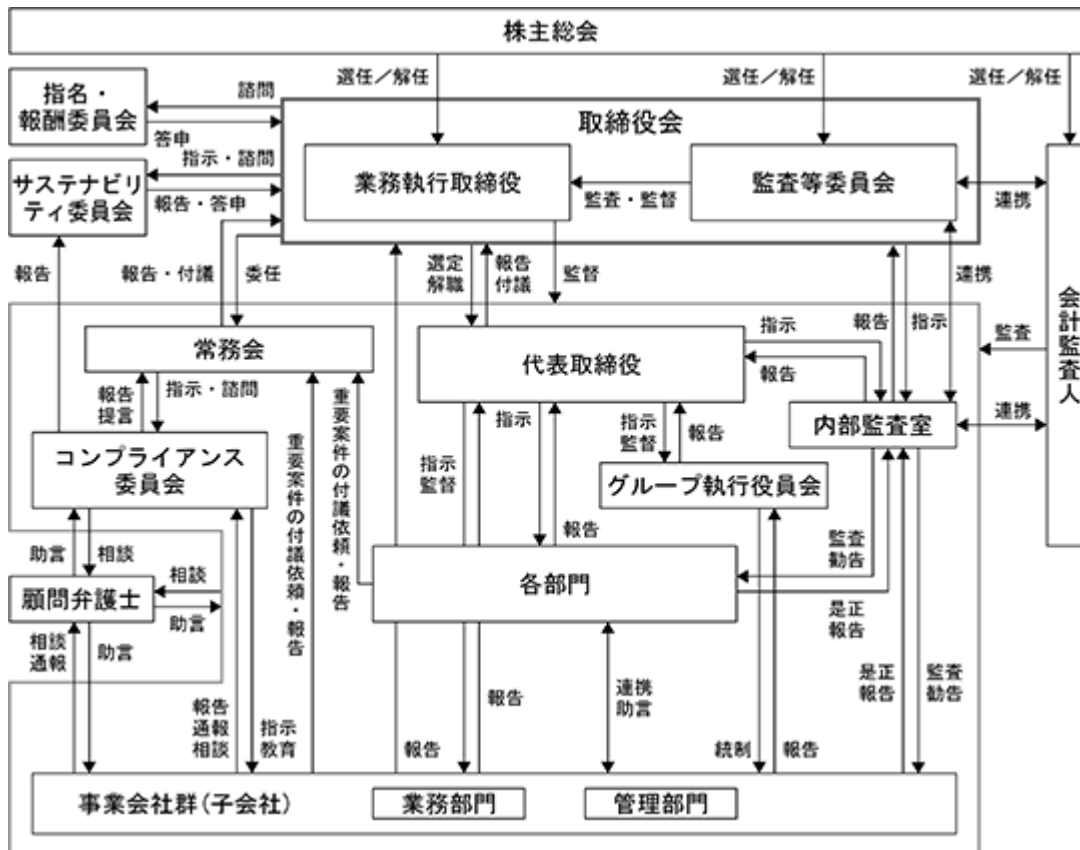 株主総会
選任／解任
選任／解任
選任／解任
指名・
報酬委員会
諮問
答申
取締役会
サステナビリ
ティ委員会
指示・諮問
報告・答申
業務執行取締役
監査・監督
監査等委員会
連携
会計監査人
報告
報告・付議
委任
選定
解職
報告
付議
監督
報告
指示
連携
監査
常務会
代表取締役
指示
報告
報告
提言
指示・諮問
重要案件の付議依頼・報告
重要案件の付議依頼・報告
指示
監督
指示
報告
指示
監督
報告
内部監査室
連携
コンプライアンス
委員会
グループ執行役員会
助言
相談
顧問弁護士
相談
助言
各部門
監査
勧告
是正
報告
相談
通報
助言
報告
通報
相談
指示
教育
報告
報告
連携
助言
統制
報告
是正
報告
監査
勧告
事業会社群(子会社)
業務部門
管理部門